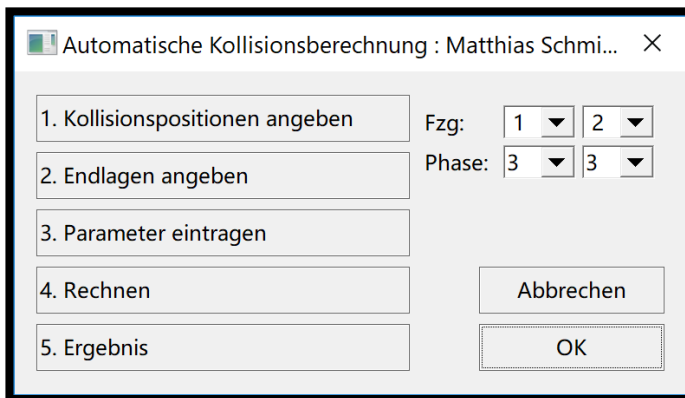 Automatische Kollisionsberechnung : Matthias Schmi...
1. Kollisionspositionen angeben
Fzg: 1 2
2. Endlagen angeben
Phase: 3 3
3. Parameter eintragen
4. Rechnen
Abbrechen
5. Ergebnis
OK